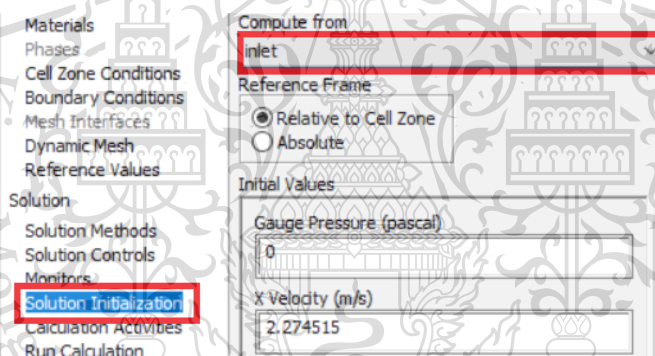 Materials
Phases
Cell Zone Conditions
Boundary Conditions
Mesh Interfaces
Dynamic Mesh
Reference Values
Solution
Solution Methods
Solution Controls
Monitors
Solution Initialization
Calculation Activities
Run Calculation
Compute from
inlet
Reference Frame
Relative to Cell Zone
Absolute
Initial Values
Gauge Pressure (pascal)
0
X Velocity (m/s)
2.274515